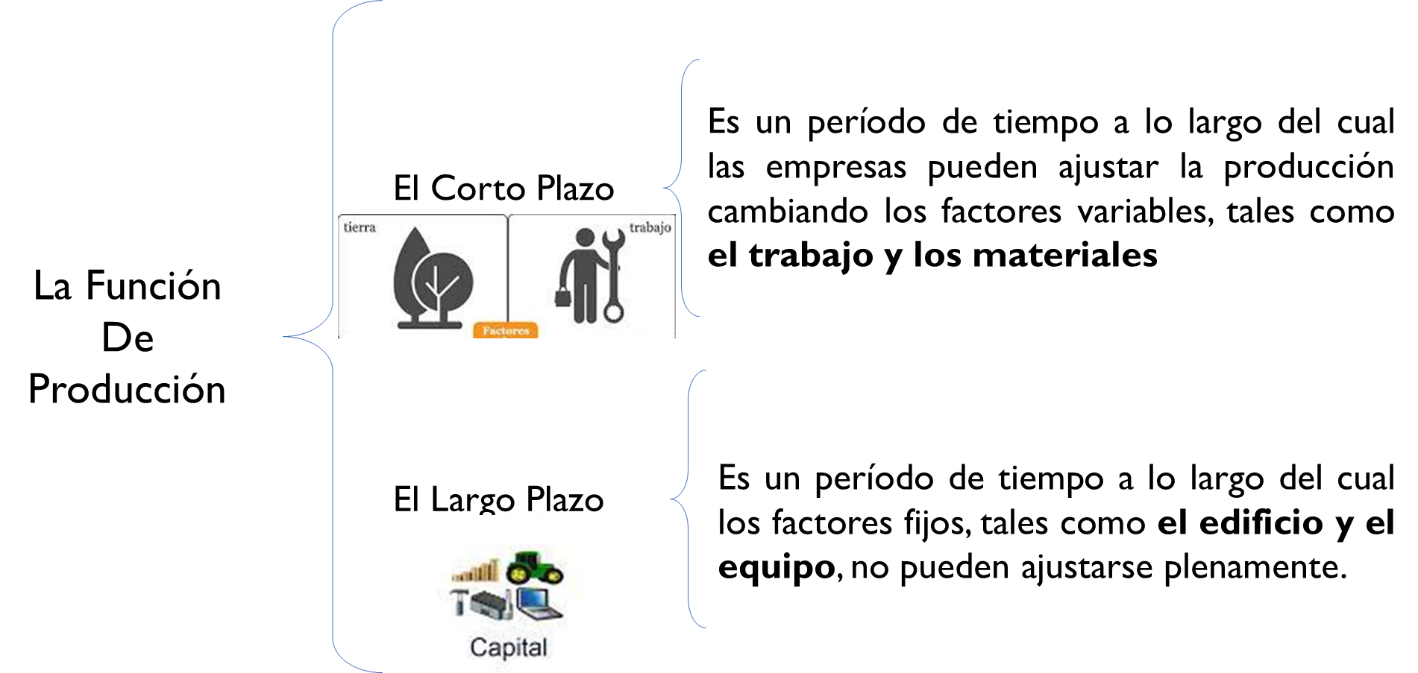 La Función
De
Producción
El Corto Plazo
tierra
trabajo
Factores
Es un período de tiempo a lo largo del cual
las empresas pueden ajustar la producción
cambiando los factores variables, tales como
el trabajo y los materiales
El Largo Plazo
Capital
Es un período de tiempo a lo largo del cual
los factores fijos, tales como el edificio y el
equipo, no pueden ajustarse plenamente.